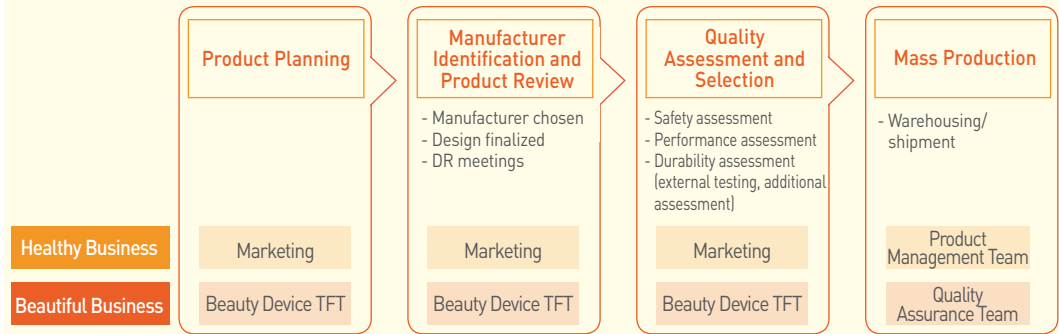 Product Planning
Manufacturer
Identification and
Product Review
- Manufacturer chosen
- Design finalized
- DR meetings
Quality
Assessment and
Selection
- Safety assessment
- Performance assessment
- Durability assessment
(external testing, additional
assessment)
Mass Production
- Warehousing/
shipment
Healthy Business
Marketing
Marketing
Marketing
Product
Management Team
Beautiful Business
Beauty Device TFT
Beauty Device TFT
Beauty Device TFT
Quality
Assurance Team